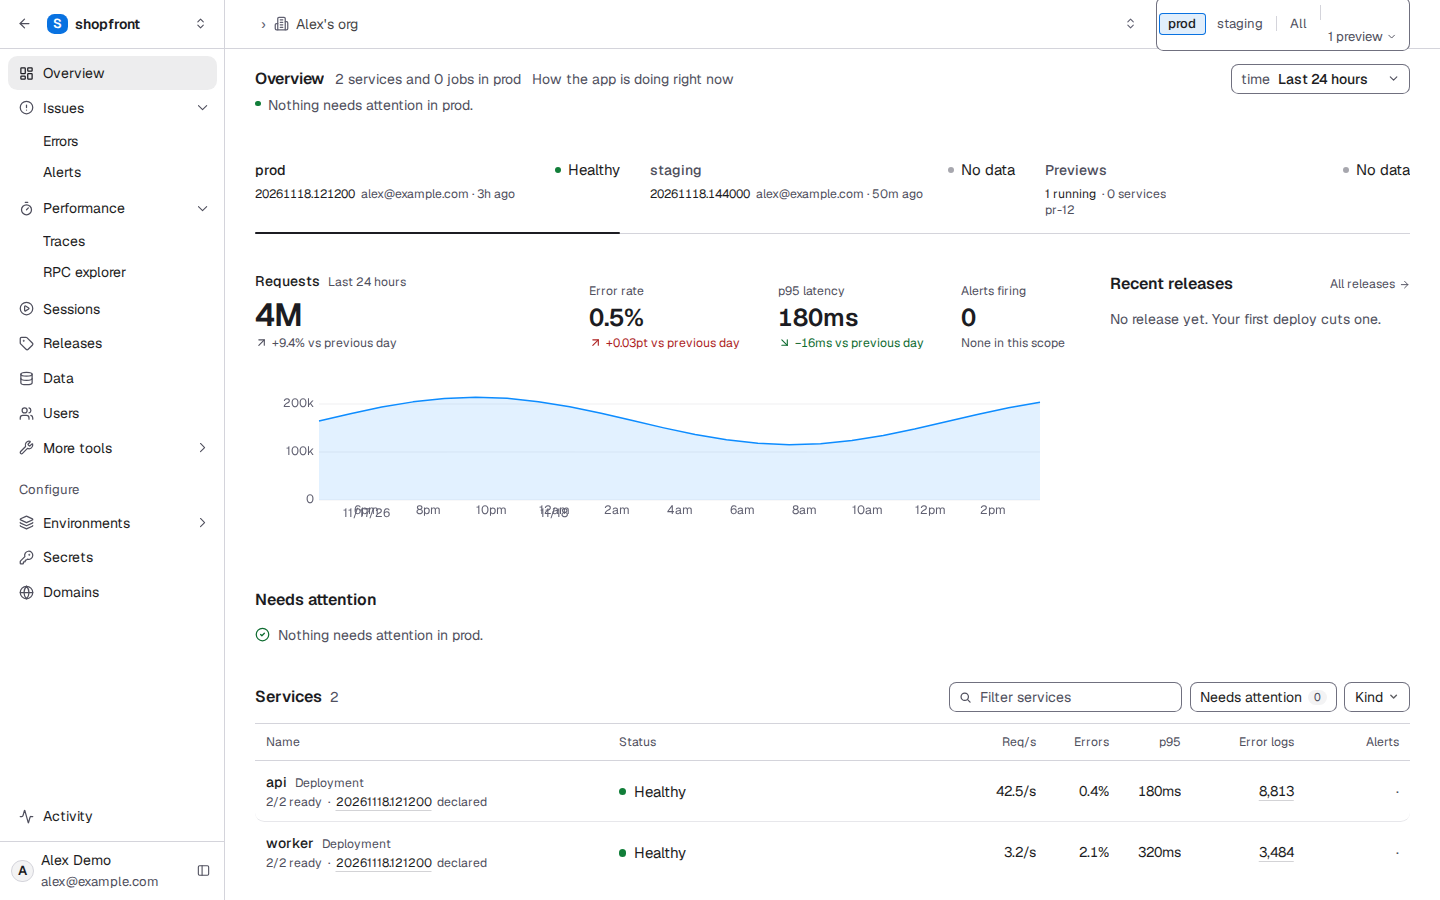 S shopfront
Overview
Issues
Errors
Alerts
Performance
Traces
RPC explorer
Sessions
Releases
Data
Users
More tools
Configure
Environments
Secrets
Domains
Activity
A Alex Demo
alex@example.com
› Alex's org
prod staging All
1 preview
Overview 2 services and 0 jobs in prod How the app is doing right now
time Last 24 hours
Nothing needs attention in prod.
prod Healthy
20261118.121200 alex@example.com · 3h ago
staging No data
20261118.144000 alex@example.com · 50m ago
Previews No data
1 running · 0 services
pr-12
Requests Last 24 hours
4M
+9.4% vs previous day
Error rate
0.5%
+0.03pt vs previous day
p95 latency
180ms
−16ms vs previous day
Alerts firing
0
None in this scope
Recent releases All releases →
No release yet. Your first deploy cuts one.
200k
100k
0
6pm 8pm 10pm 12am 2am 4am 6am 8am 10am 12pm 2pm
11/17/26 11/18
Needs attention
Nothing needs attention in prod.
Services 2
Filter services
Needs attention 0
Kind
Name Status Req/s Errors p95 Error logs Alerts
api Deployment
2/2 ready · 20261118.121200 declared
Healthy 42.5/s 0.4% 180ms 8,813 ·
worker Deployment
2/2 ready · 20261118.121200 declared
Healthy 3.2/s 2.1% 320ms 3,484 ·